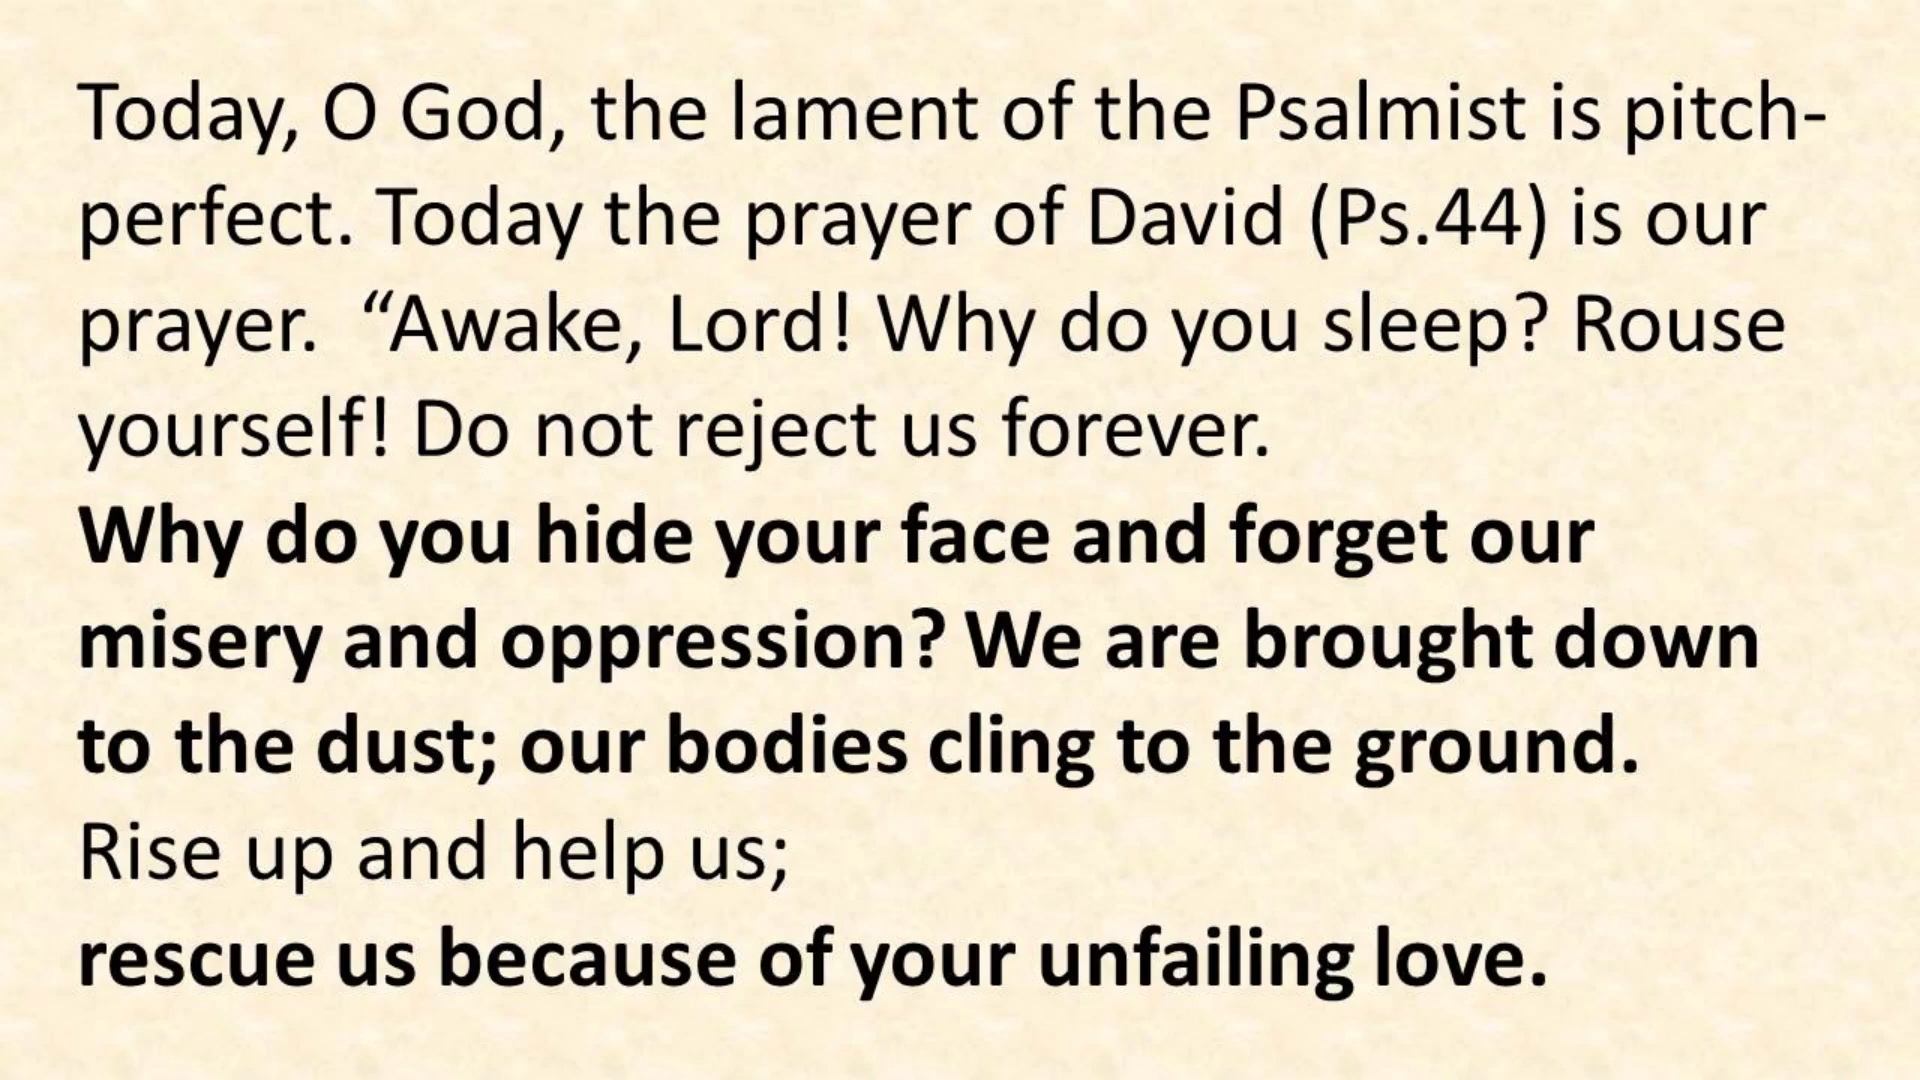 Today, O God, the lament of the Psalmist is pitch-
perfect. Today the prayer of David (Ps.44) is our
prayer.  “Awake, Lord! Why do you sleep? Rouse
yourself! Do not reject us forever.
Why do you hide your face and forget our
misery and oppression? We are brought down
to the dust; our bodies cling to the ground.
Rise up and help us;
rescue us because of your unfailing love.